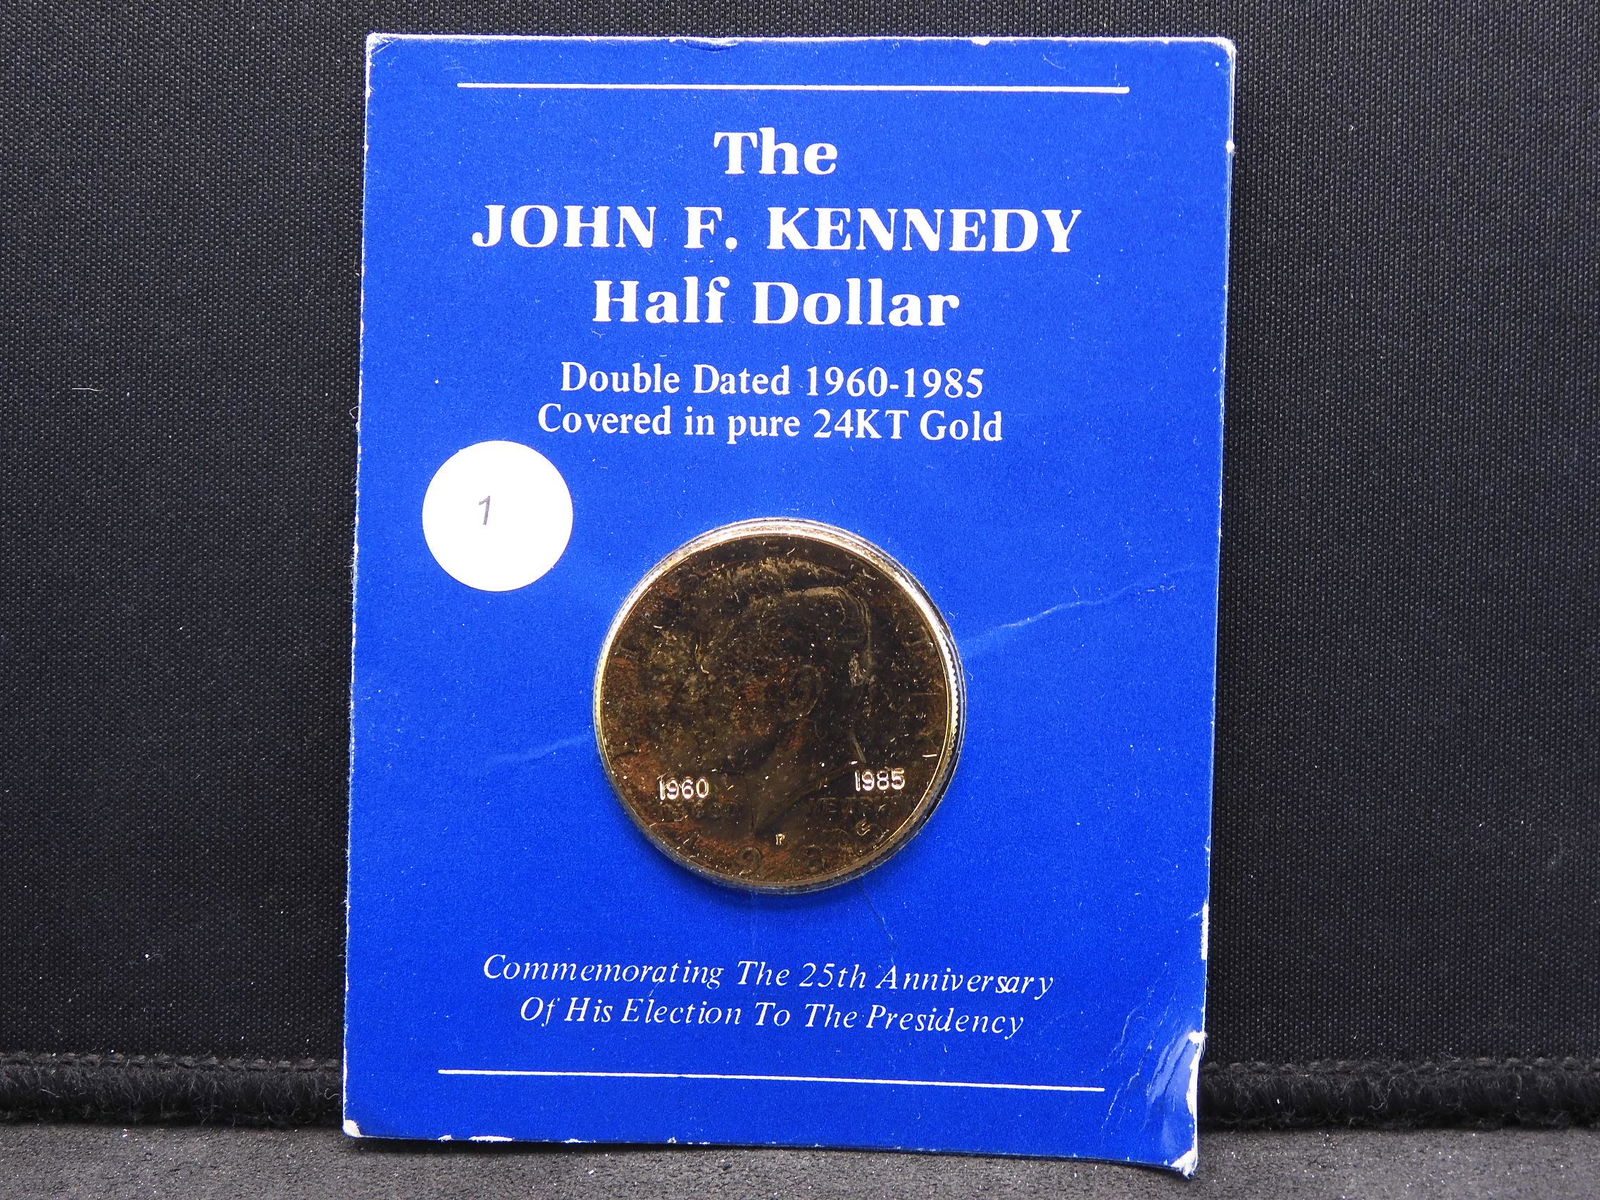 The
JOHN F. KENNEDY
Half Dollar
Double Dated 1960-1985
Covered in pure 24KT Gold
1
1960 1985
P
Commemorating The 25th Anniversary
Of His Election To The Presidency